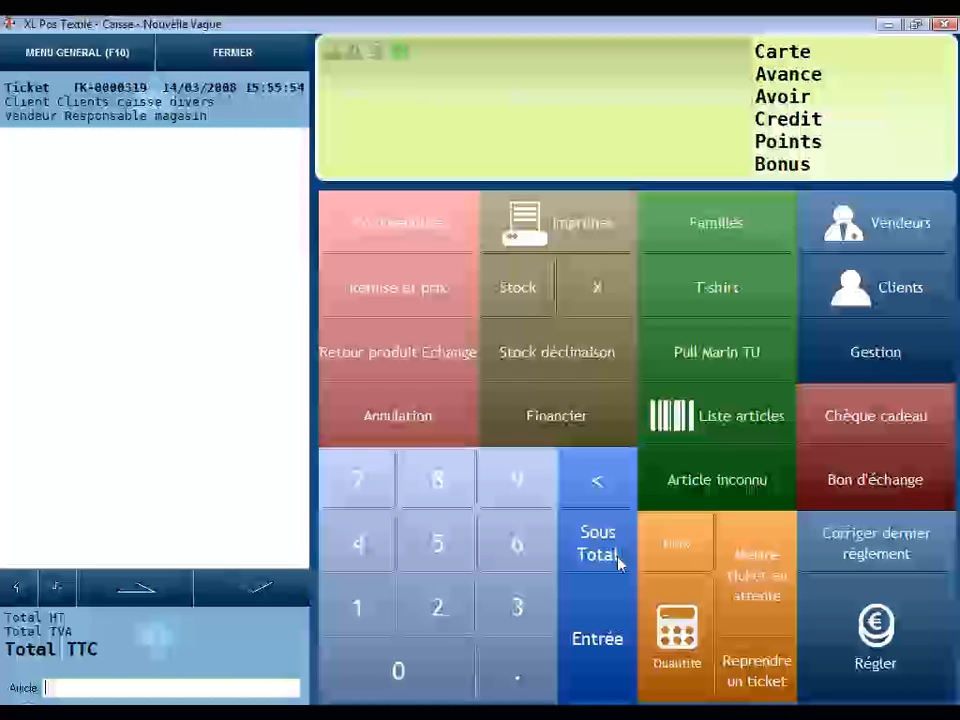 XL Pos Textile - Caisse - Nouvelle Vague
MENU GENERAL (F10)
FERMER
Ticket TK-0000319 14/03/2008 15:55:54
Client Clients caisse divers
Vendeur Responsable magasin
Carte
Avance
Avoir
Credit
Points
Bonus
Imprimer
Familles
Vendeurs
Remise et prix
Stock
X
T-shirt
Clients
Retour produit Echange
Stock déclinaison
Pull Marin TU
Gestion
Annulation
Financier
Liste articles
Chèque cadeau
7
8
9
<
Article inconnu
Bon d'échange
4
5
6
Sous
Total
Mettre
ticket en
attente
Corriger dernier
règlement
1
2
3
Entrée
Quantité
Reprendre
un ticket
Régler
0
.
Total HT
Total TVA
Total TTC
Article